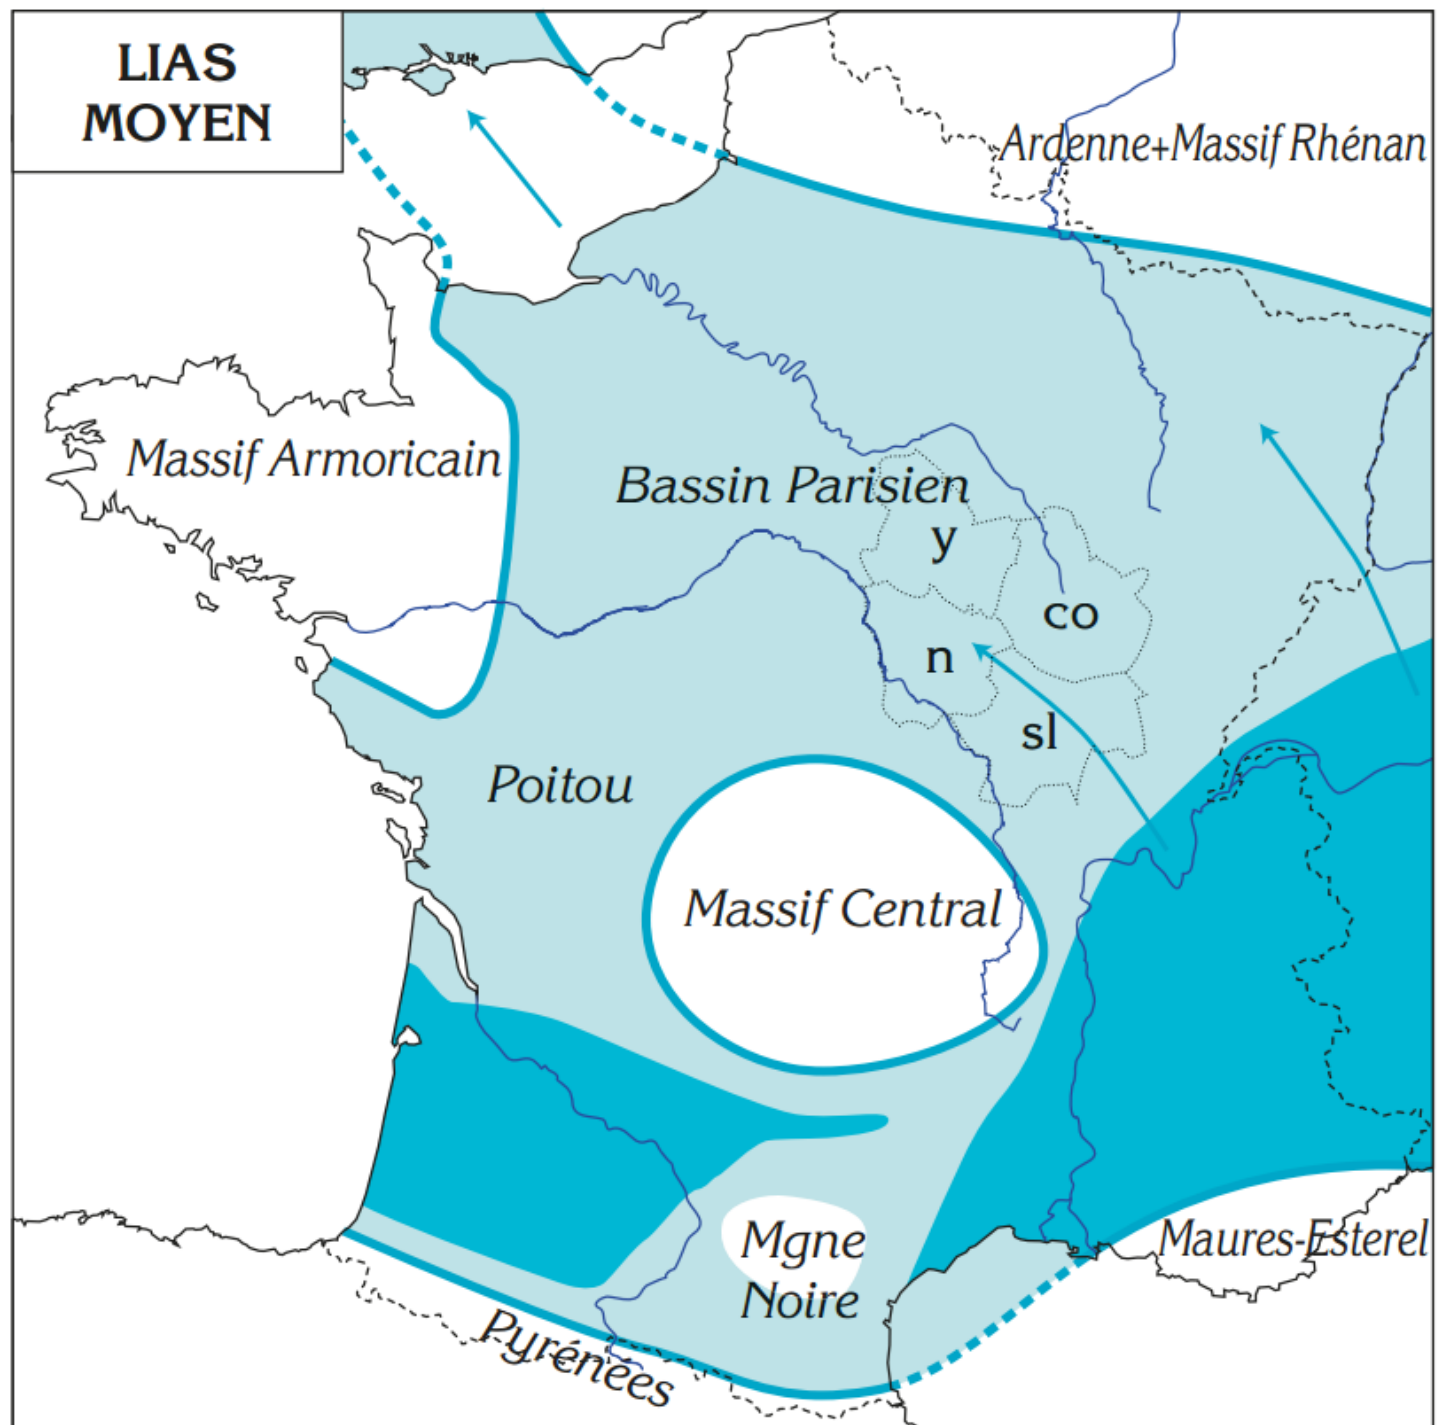 LIAS
MOYEN
Ardenne+Massif Rhénan
Massif Armoricain
Bassin Parisien
y
co
n
sl
Poitou
Massif Central
Mgne
Noire
Maures-Esterel
Pyrénées